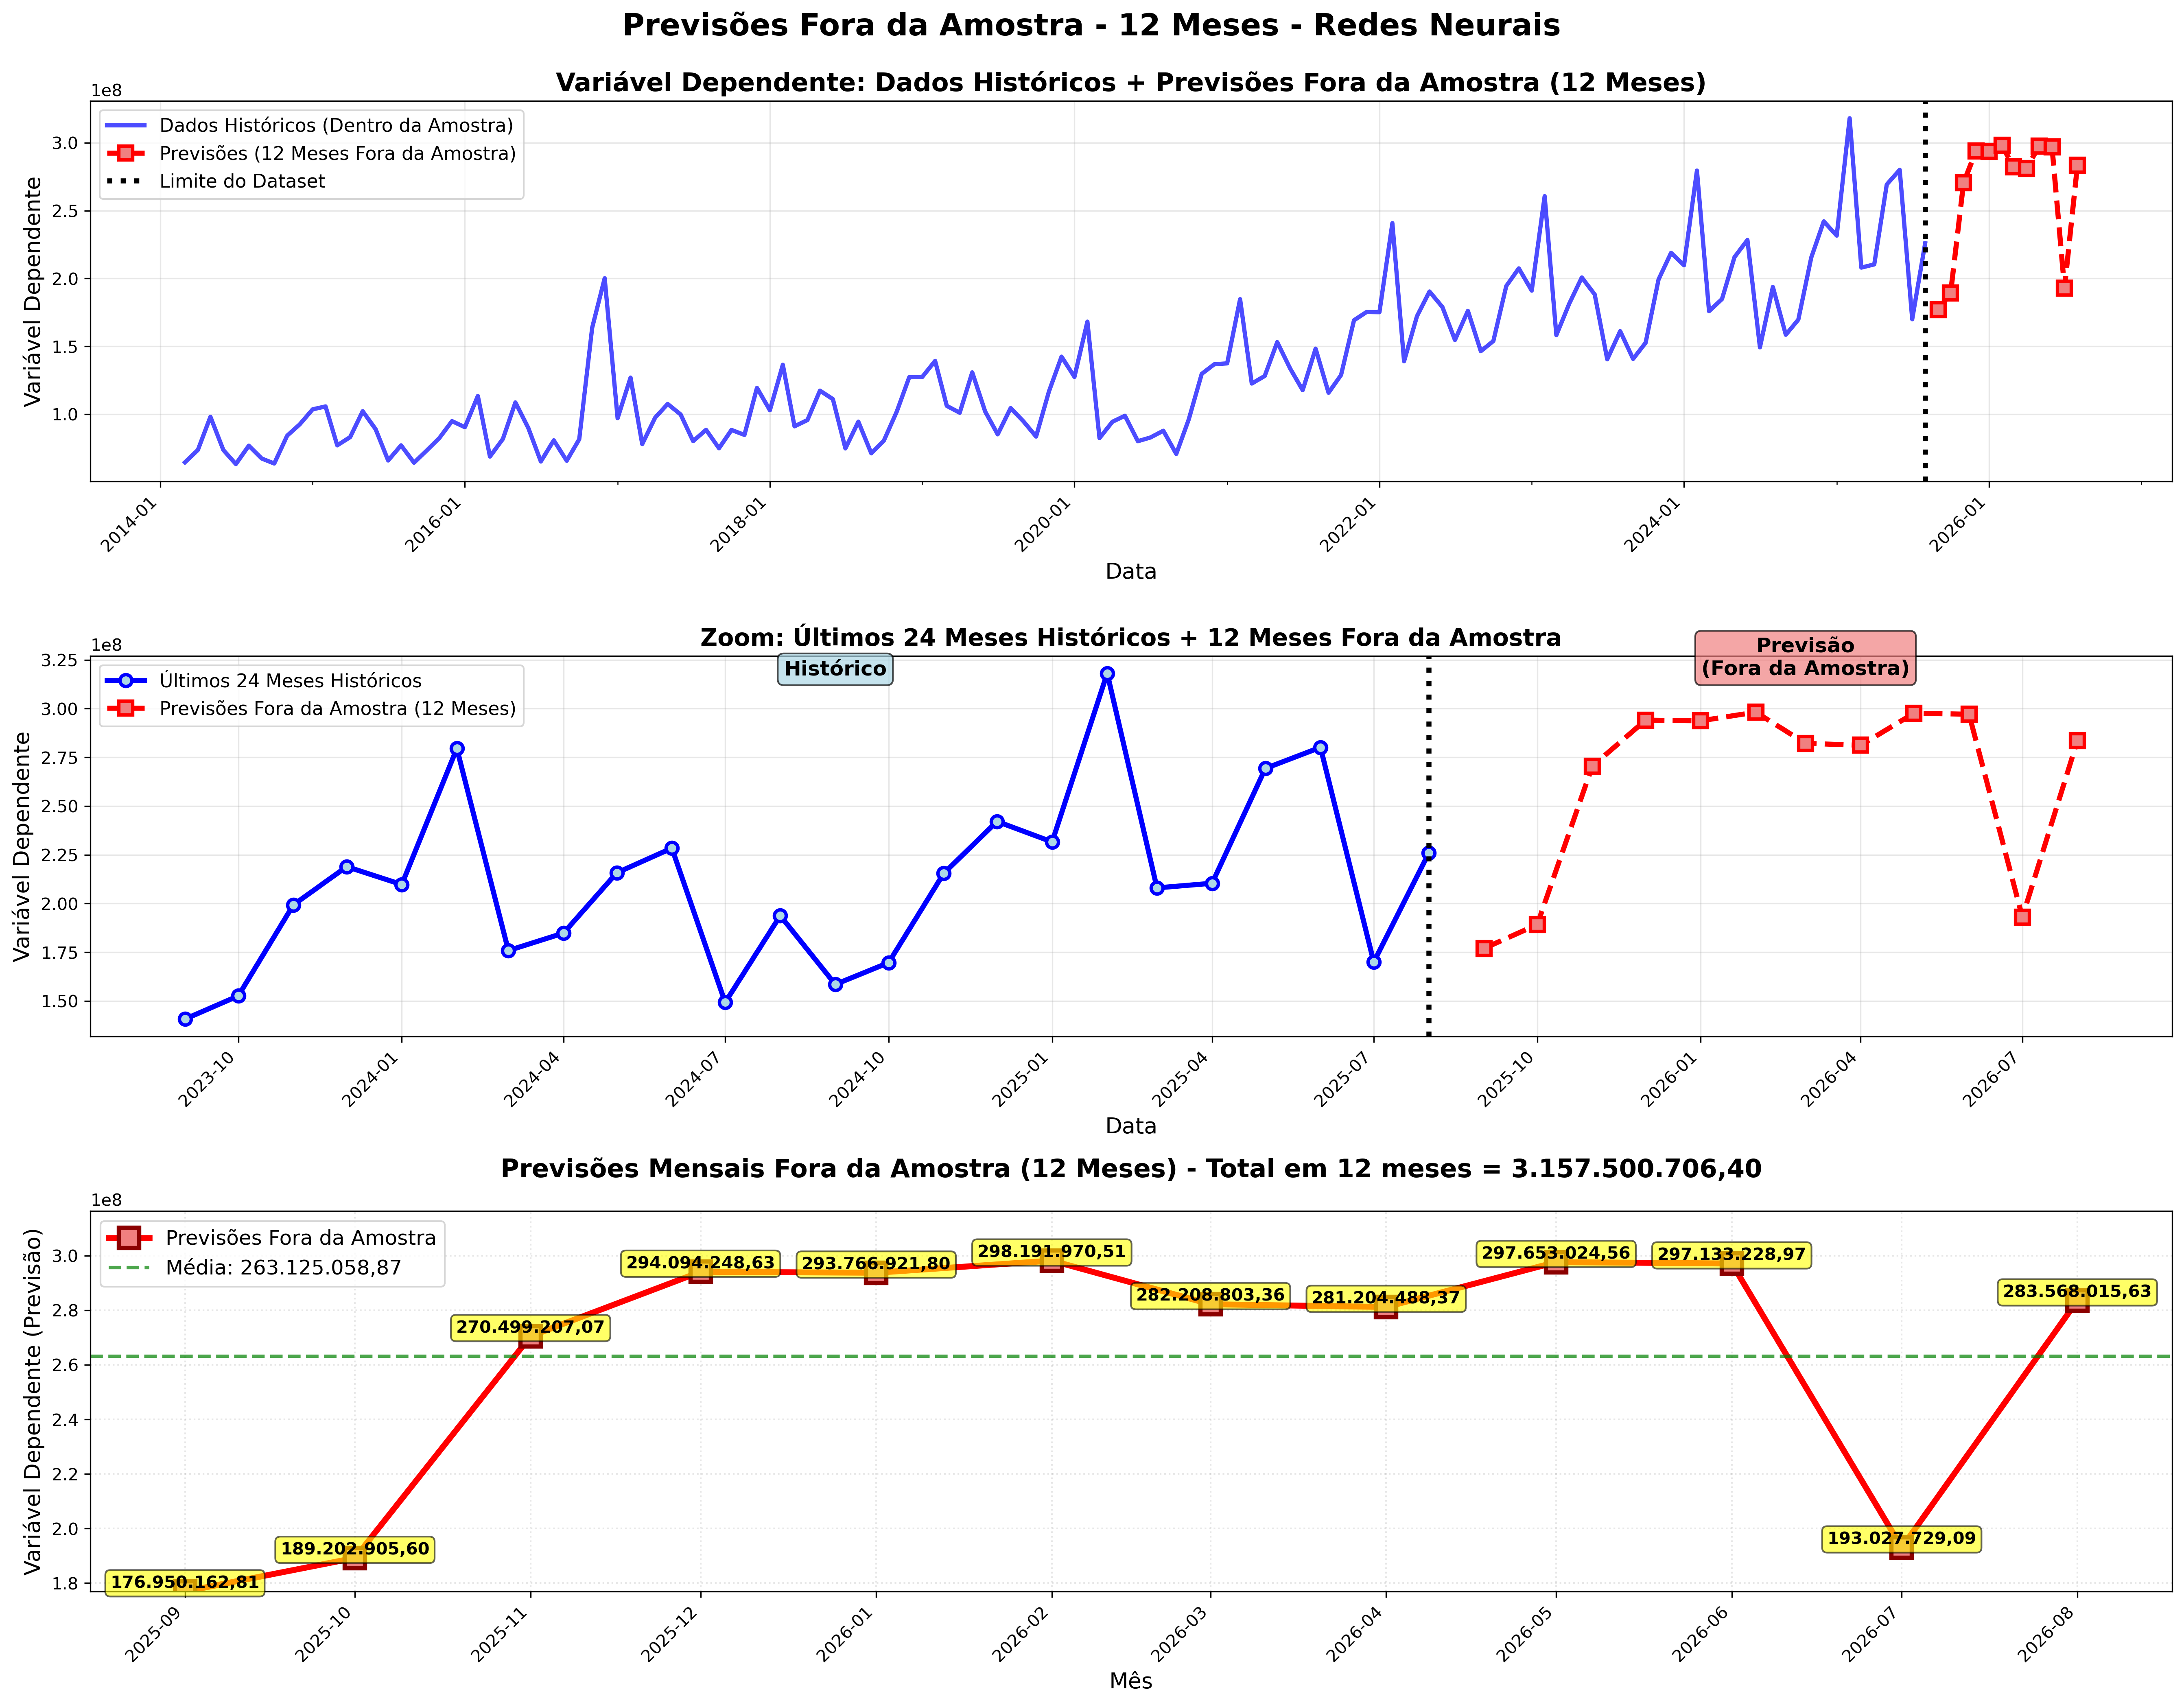 Previsões Fora da Amostra - 12 Meses - Redes Neurais
Variável Dependente: Dados Históricos + Previsões Fora da Amostra (12 Meses)
1e8
Dados Históricos (Dentro da Amostra)
Previsões (12 Meses Fora da Amostra)
Limite do Dataset
Variável Dependente
3.0
2.5
2.0
1.5
1.0
2014-01
2016-01
2018-01
2020-01
2022-01
2024-01
2026-01
Data
Zoom: Últimos 24 Meses Históricos + 12 Meses Fora da Amostra
1e8
Últimos 24 Meses Históricos
Previsões Fora da Amostra (12 Meses)
Histórico
Previsão
(Fora da Amostra)
Variável Dependente
3.25
3.00
2.75
2.50
2.25
2.00
1.75
1.50
2023-10
2024-01
2024-04
2024-07
2024-10
2025-01
2025-04
2025-07
2025-10
2026-01
2026-04
2026-07
Data
Previsões Mensais Fora da Amostra (12 Meses) - Total em 12 meses = 3.157.500.706,40
1e8
Previsões Fora da Amostra
Média: 263.125.058,87
Variável Dependente (Previsão)
3.0
2.8
2.6
2.4
2.2
2.0
1.8
176.950.162,81
189.202.905,60
270.499.207,07
294.094.248,63
293.766.921,80
298.191.970,51
282.208.803,36
281.204.488,37
297.653.024,56
297.133.228,97
193.027.729,09
283.568.015,63
2025-09
2025-10
2025-11
2025-12
2026-01
2026-02
2026-03
2026-04
2026-05
2026-06
2026-07
2026-08
Mês